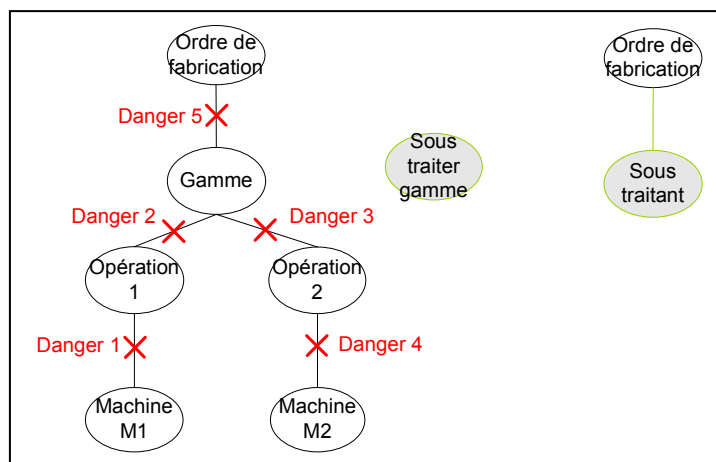 Ordre de
fabrication
Ordre de
fabrication
Danger 5
Sous
traiter
gamme
Gamme
Sous
traitant
Danger 2
Danger 3
Opération
1
Opération
2
Danger 1
Danger 4
Machine
M1
Machine
M2